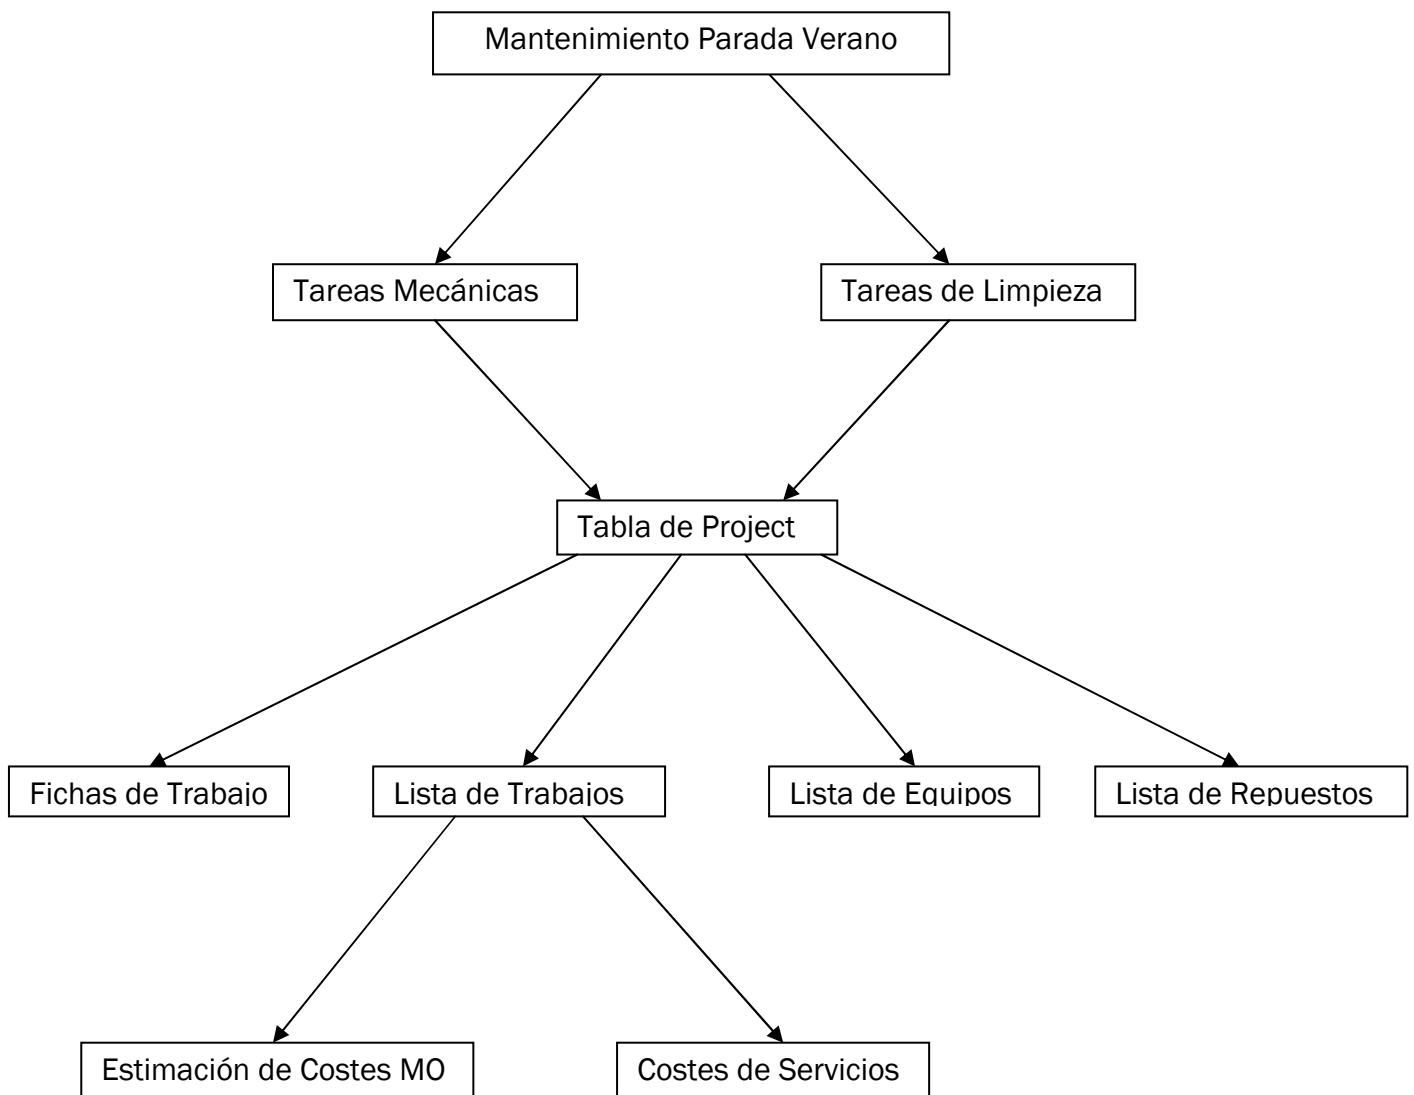 Mantenimiento Parada Verano
Tareas Mecánicas
Tareas de Limpieza
Tabla de Project
Fichas de Trabajo
Lista de Trabajos
Lista de Equipos
Lista de Repuestos
Estimación de Costes MO
Costes de Servicios